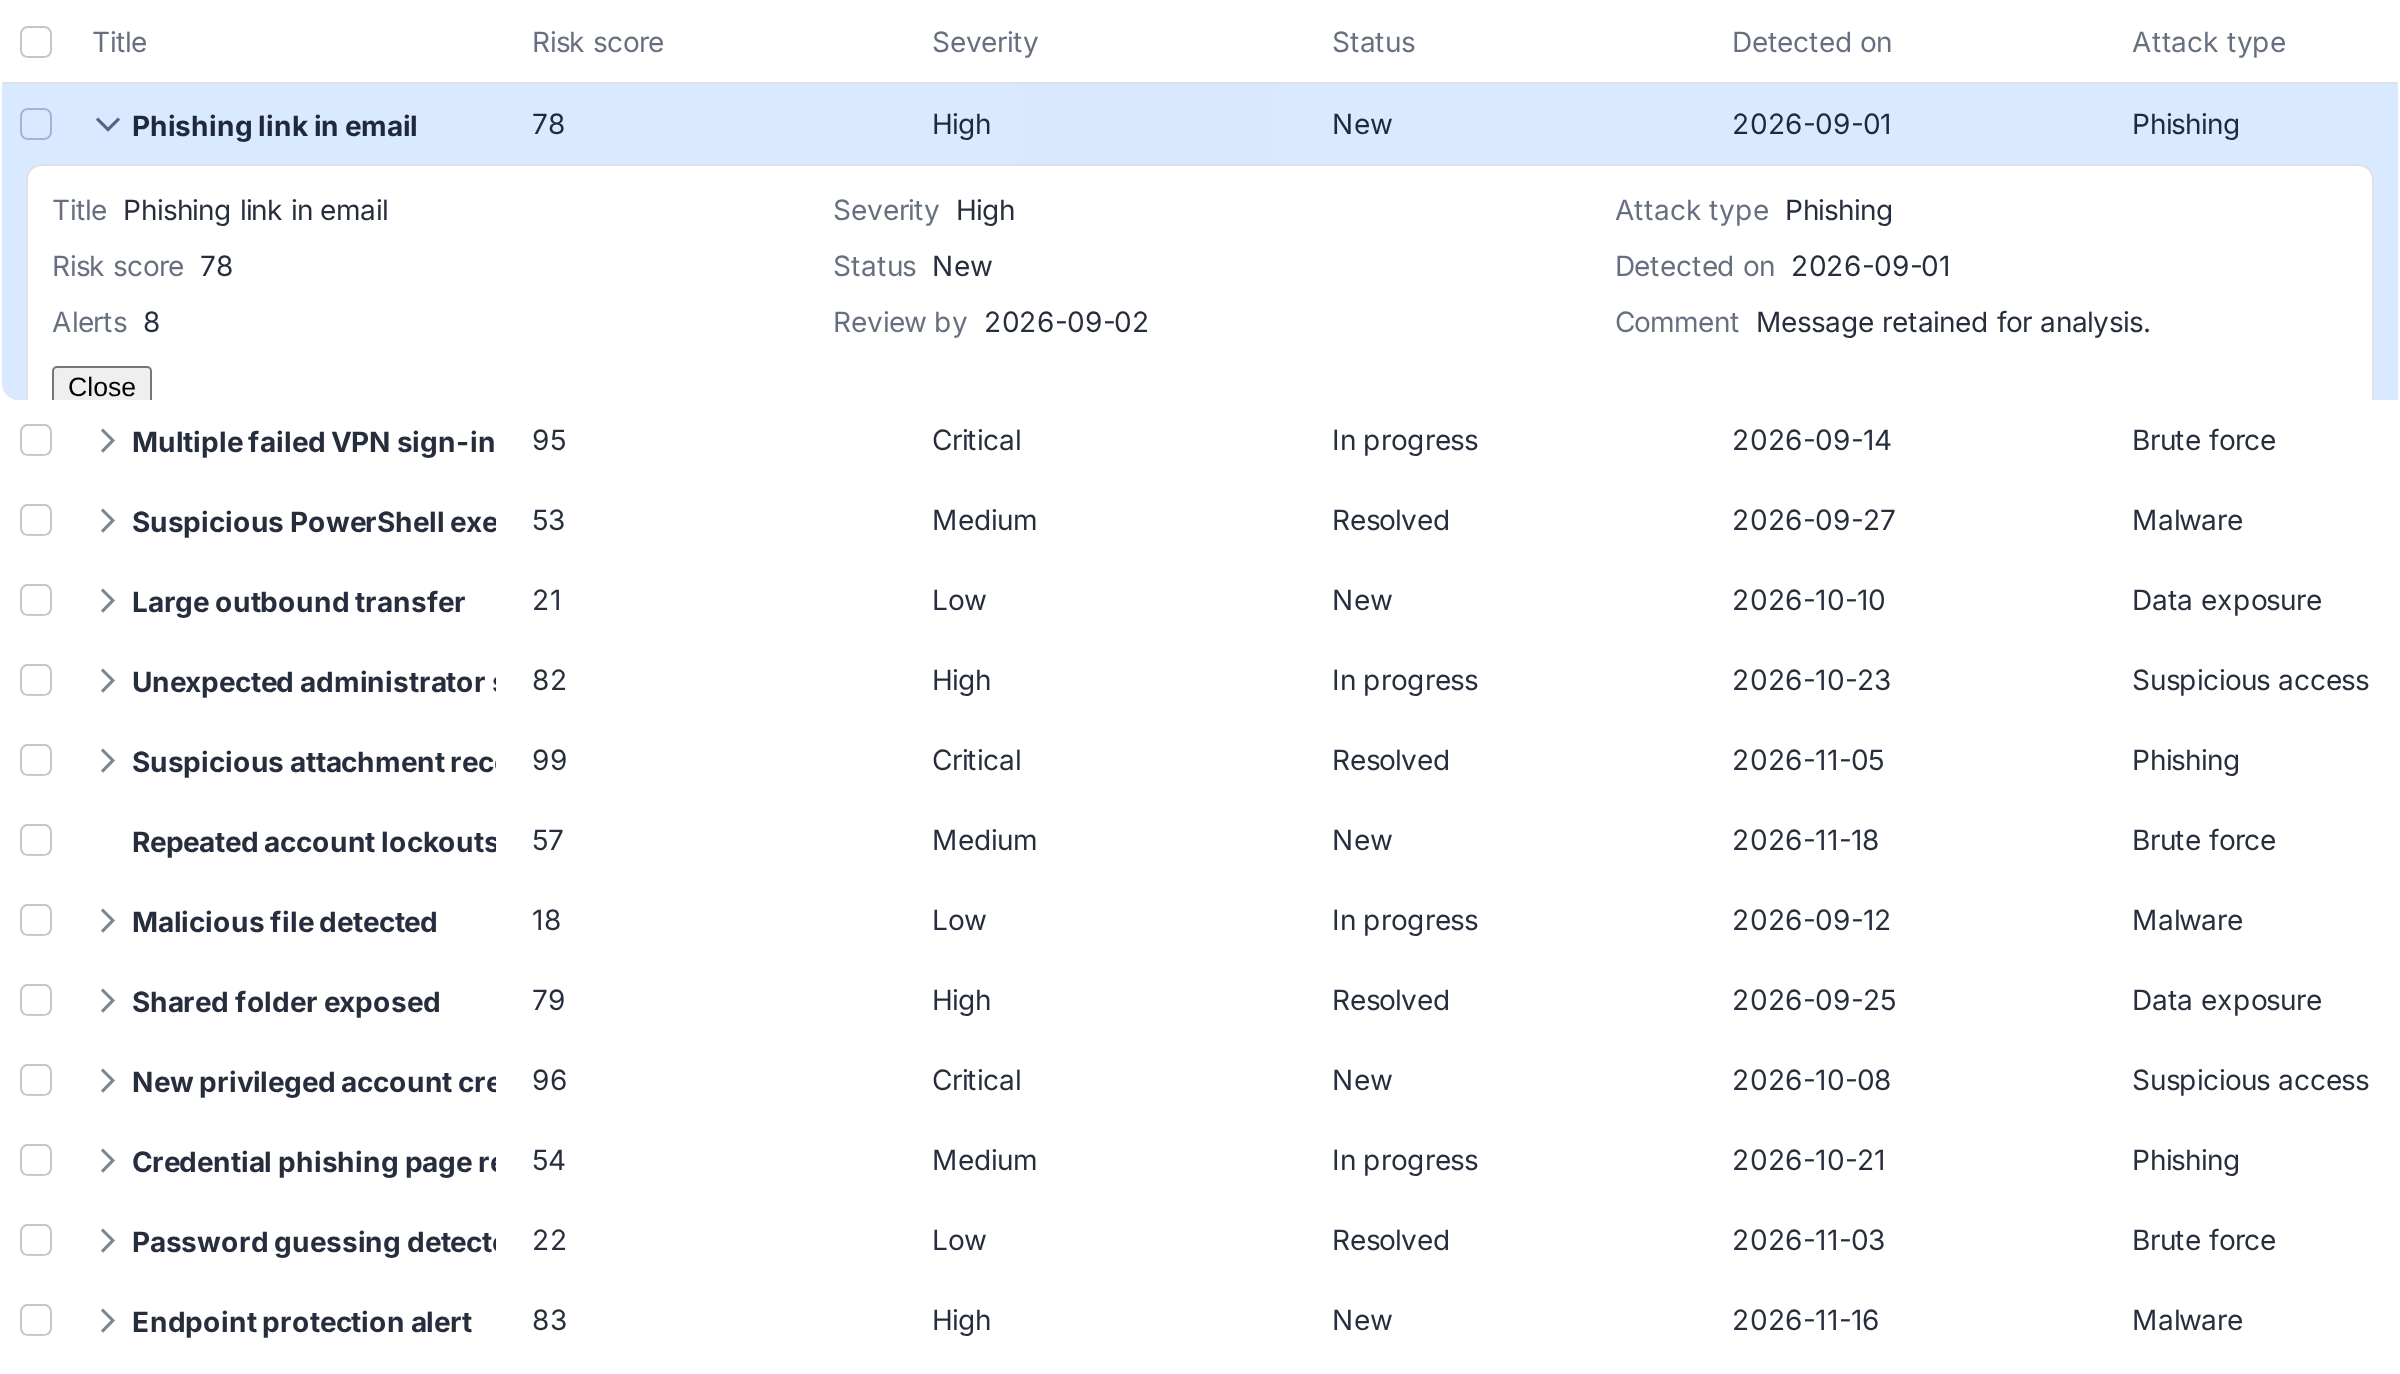 Title Risk score Severity Status Detected on Attack type
Phishing link in email 78 High New 2026-09-01 Phishing
Title Phishing link in email Severity High Attack type Phishing
Risk score 78 Status New Detected on 2026-09-01
Alerts 8 Review by 2026-09-02 Comment Message retained for analysis.
Close
Multiple failed VPN sign-in 95 Critical In progress 2026-09-14 Brute force
Suspicious PowerShell exe 53 Medium Resolved 2026-09-27 Malware
Large outbound transfer 21 Low New 2026-10-10 Data exposure
Unexpected administrator 82 High In progress 2026-10-23 Suspicious access
Suspicious attachment rec 99 Critical Resolved 2026-11-05 Phishing
Repeated account lockouts 57 Medium New 2026-11-18 Brute force
Malicious file detected 18 Low In progress 2026-09-12 Malware
Shared folder exposed 79 High Resolved 2026-09-25 Data exposure
New privileged account cre 96 Critical New 2026-10-08 Suspicious access
Credential phishing page re 54 Medium In progress 2026-10-21 Phishing
Password guessing detecte 22 Low Resolved 2026-11-03 Brute force
Endpoint protection alert 83 High New 2026-11-16 Malware